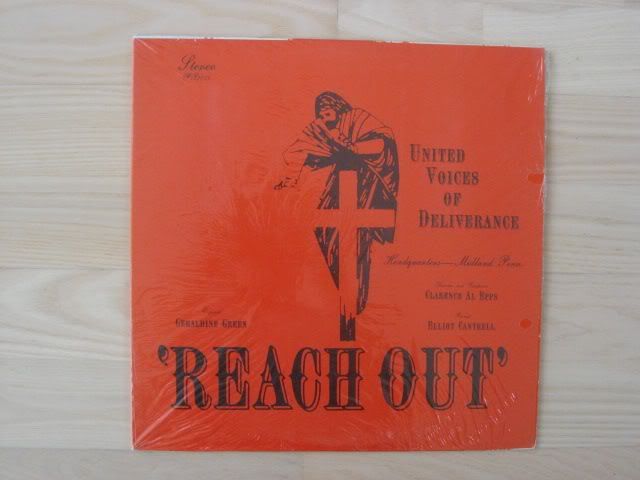 Stereo
UNITED
VOICES
OF
DELIVERANCE
Headquarters—Midland Penn.
CLARENCE AL EPPS
GERALDINE GREEN
ELLIOT CANTRELL
'REACH OUT'